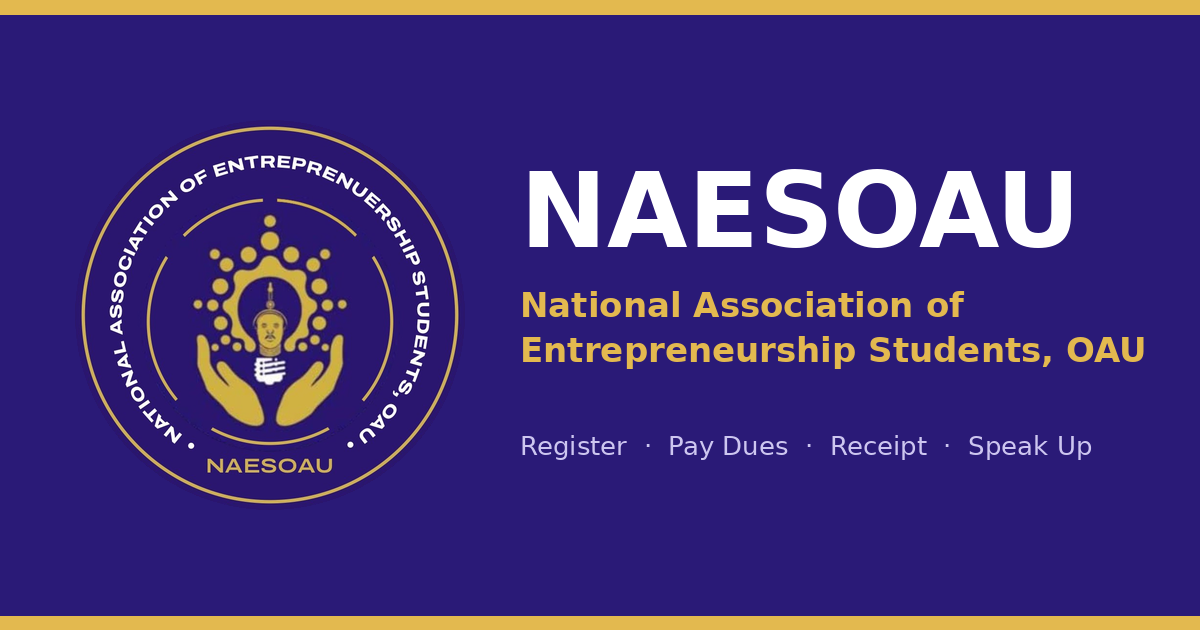 • NATIONAL ASSOCIATION OF ENTREPRENUERSHIP STUDENTS, OAU •
NAESOAU
NAESOAU
National Association of
Entrepreneurship Students, OAU
Register · Pay Dues · Receipt · Speak Up